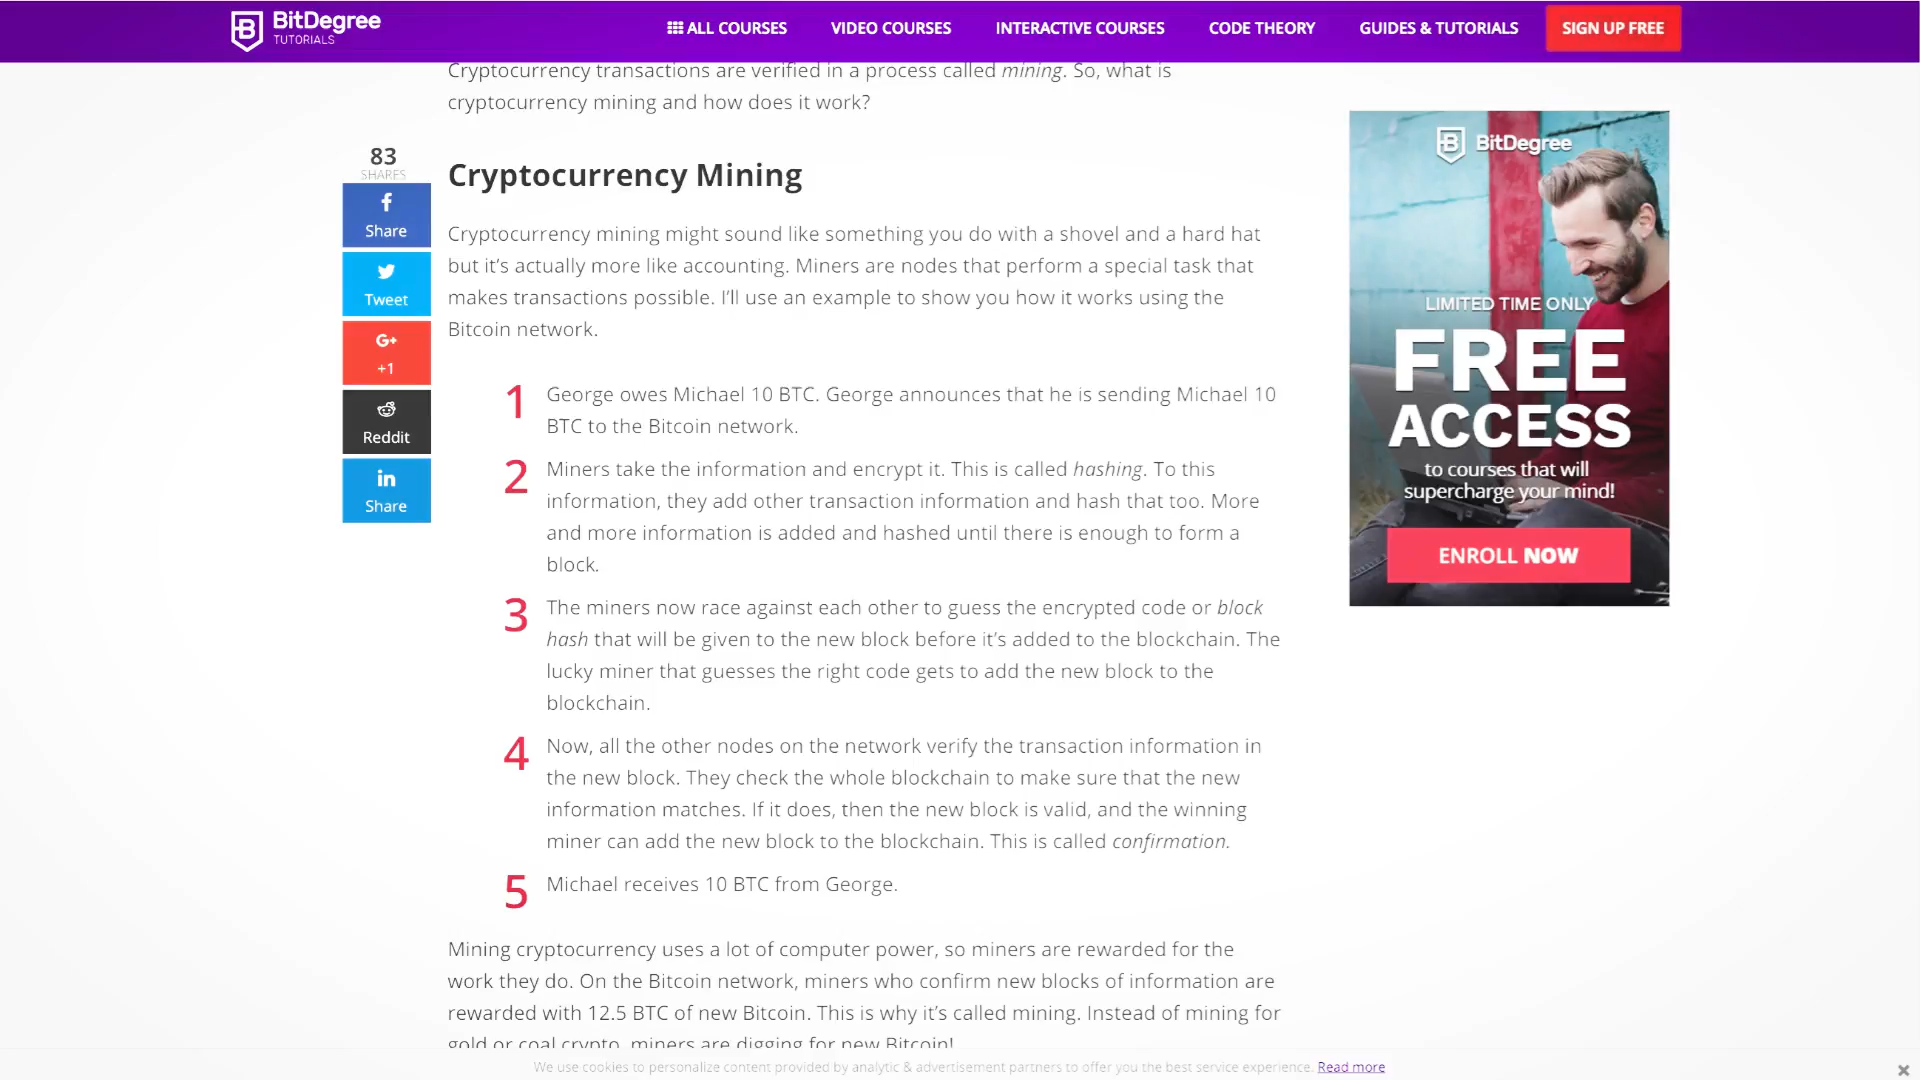 BitDegree
TUTORIALS
ALL COURSES
VIDEO COURSES
INTERACTIVE COURSES
CODE THEORY
GUIDES & TUTORIALS
SIGN UP FREE
Cryptocurrency transactions are verified in a process called mining. So, what is
cryptocurrency mining and how does it work?
83
SHARES
Share
Tweet
G+
+1
Reddit
in
Share
Cryptocurrency Mining
Cryptocurrency mining might sound like something you do with a shovel and a hard hat
but it’s actually more like accounting. Miners are nodes that perform a special task that
makes transactions possible. I’ll use an example to show you how it works using the
Bitcoin network.
1 George owes Michael 10 BTC. George announces that he is sending Michael 10
BTC to the Bitcoin network.
2 Miners take the information and encrypt it. This is called hashing. To this
information, they add other transaction information and hash that too. More
and more information is added and hashed until there is enough to form a
block.
3 The miners now race against each other to guess the encrypted code or block
hash that will be given to the new block before it’s added to the blockchain. The
lucky miner that guesses the right code gets to add the new block to the
blockchain.
4 Now, all the other nodes on the network verify the transaction information in
the new block. They check the whole blockchain to make sure that the new
information matches. If it does, then the new block is valid, and the winning
miner can add the new block to the blockchain. This is called confirmation.
5 Michael receives 10 BTC from George.
Mining cryptocurrency uses a lot of computer power, so miners are rewarded for the
work they do. On the Bitcoin network, miners who confirm new blocks of information are
rewarded with 12.5 BTC of new Bitcoin. This is why it’s called mining. Instead of mining for
gold or coal crypto, miners are digging for new Bitcoin!
BitDegree
LIMITED TIME ONLY
FREE
ACCESS
to courses that will
supercharge your mind!
ENROLL NOW
We use cookies to personalize content provided by analytic & advertisement partners to offer you the best service experience. Read more